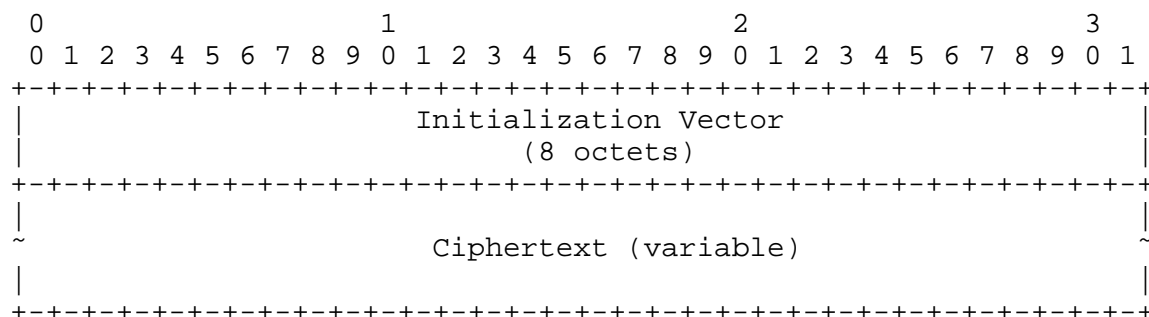 0                   1                   2                   3
 0 1 2 3 4 5 6 7 8 9 0 1 2 3 4 5 6 7 8 9 0 1 2 3 4 5 6 7 8 9 0 1
+-+-+-+-+-+-+-+-+-+-+-+-+-+-+-+-+-+-+-+-+-+-+-+-+-+-+-+-+-+-+-+-+
|                      Initialization Vector                    |
|                            (8 octets)                         |
+-+-+-+-+-+-+-+-+-+-+-+-+-+-+-+-+-+-+-+-+-+-+-+-+-+-+-+-+-+-+-+-+
|                                                               |
~                       Ciphertext (variable)                   ~
|                                                               |
+-+-+-+-+-+-+-+-+-+-+-+-+-+-+-+-+-+-+-+-+-+-+-+-+-+-+-+-+-+-+-+-+